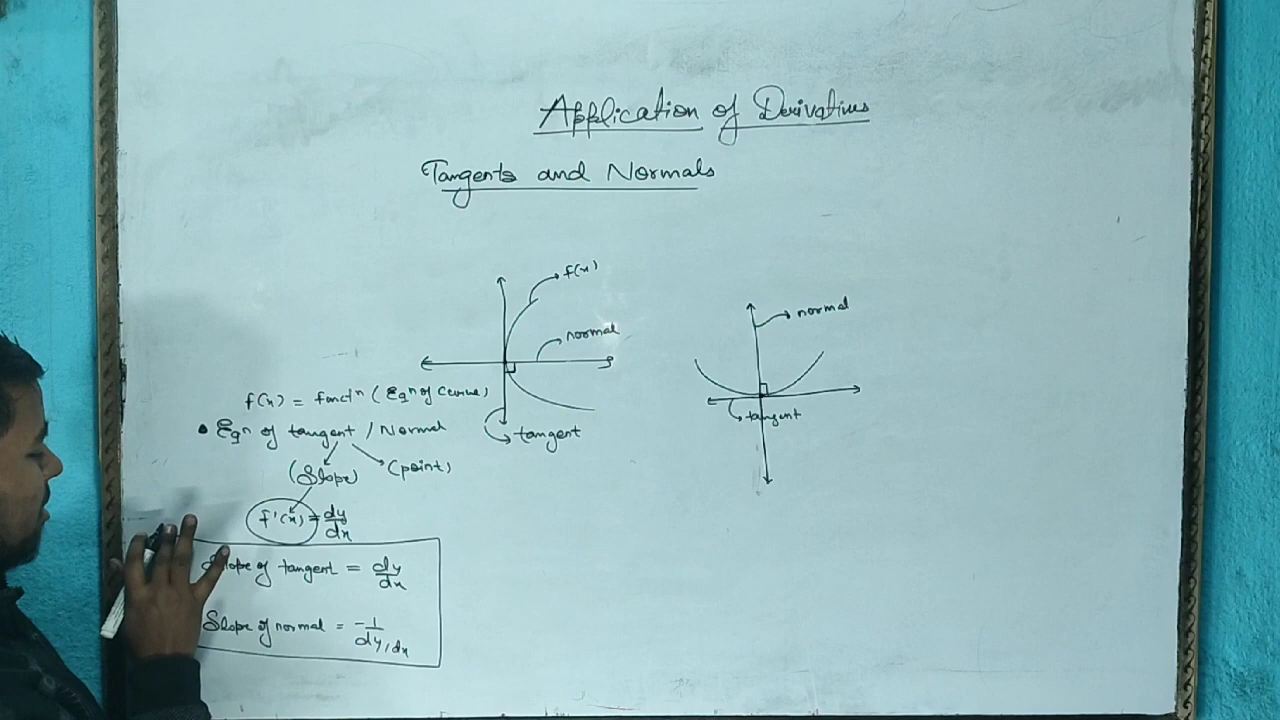 Application of Derivatives
Tangents and Normals
f(x)
normal
tangent
normal
tangent
f(x) = functⁿ (Eqⁿ of Curve)
• Eqⁿ of tangent / Normal
(Slope) (point)
f'(x) = dy/dx
Slope of tangent = dy/dx
Slope of normal = -1/dy/dx